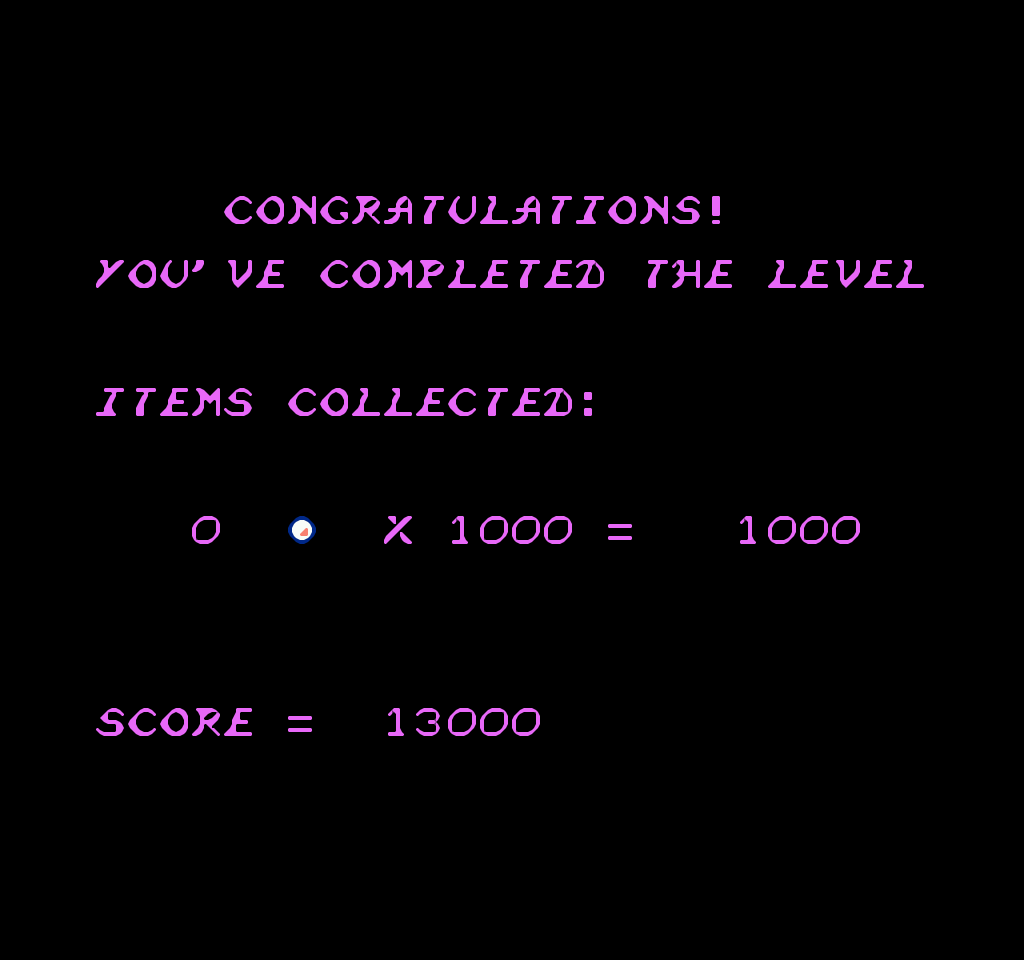 CONGRATULATIONS!
YOU'VE COMPLETED THE LEVEL
ITEMS COLLECTED:
0 X 1000 = 1000
SCORE = 13000